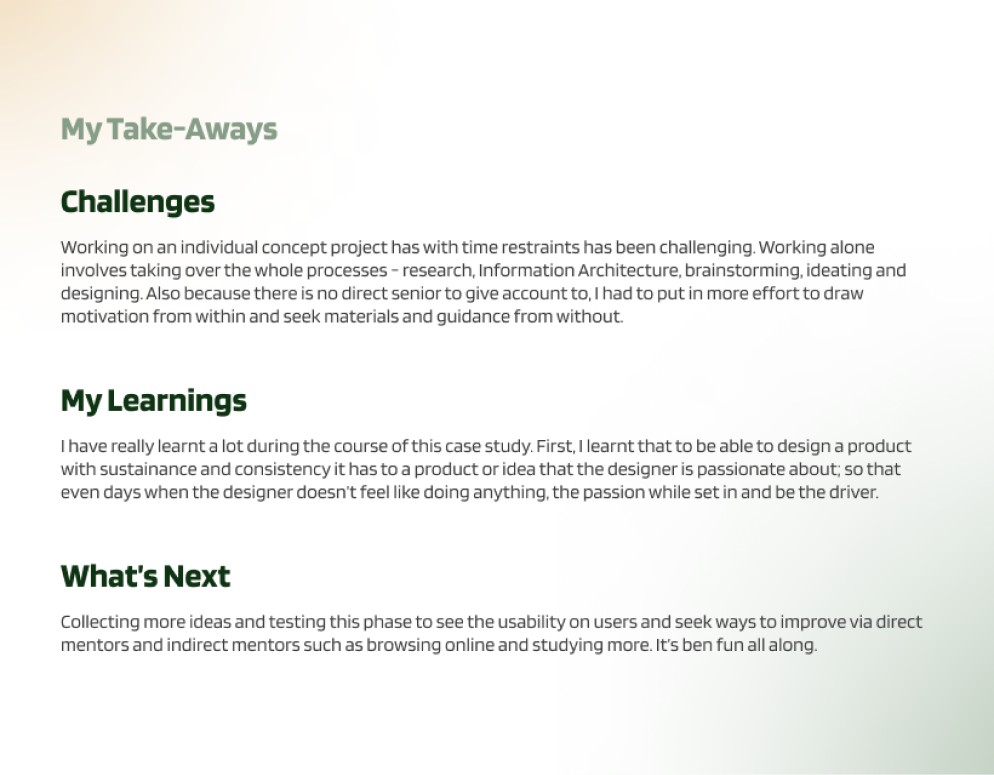 My Take-Aways
Challenges
Working on an individual concept project has with time restraints has been challenging. Working alone
involves taking over the whole processes - research, Information Architecture, brainstorming, ideating and
designing. Also because there is no direct senior to give account to, I had to put in more effort to draw
motivation from within and seek materials and guidance from without.
My Learnings
I have really learnt a lot during the course of this case study. First, I learnt that to be able to design a product
with sustainance and consistency it has to a product or idea that the designer is passionate about; so that
even days when the designer doesn't feel like doing anything, the passion while set in and be the driver.
What's Next
Collecting more ideas and testing this phase to see the usability on users and seek ways to improve via direct
mentors and indirect mentors such as browsing online and studying more. It's ben fun all along.